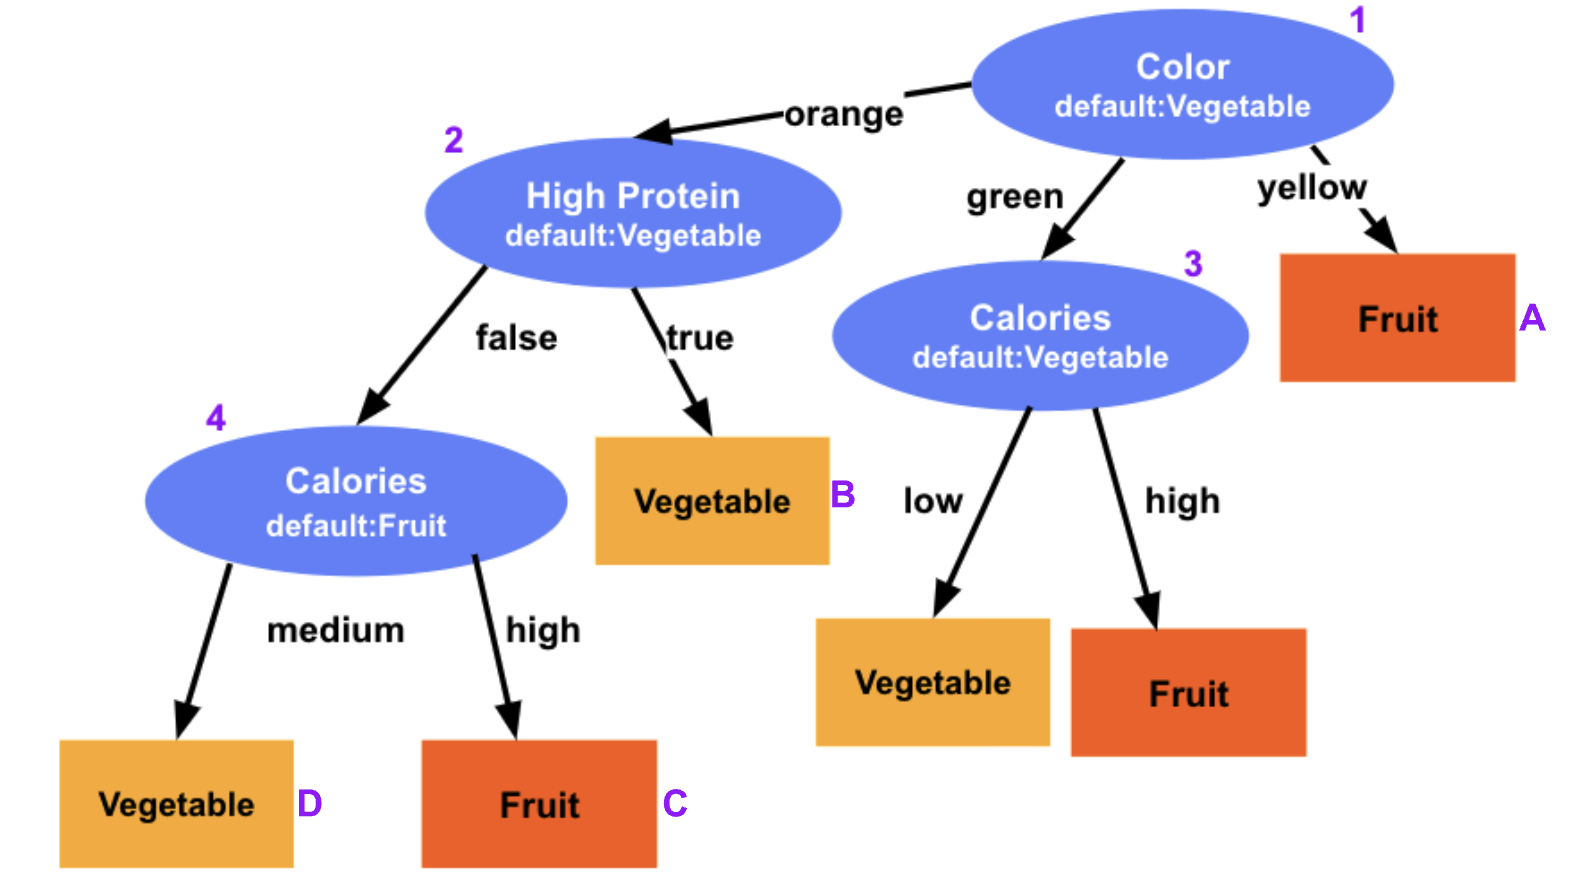 1
Color
default:Vegetable
orange
2
green
yellow
High Protein
default:Vegetable
3
Calories
default:Vegetable
Fruit
A
false
true
4
Calories
default:Fruit
Vegetable
B
low
high
medium
high
Vegetable
Fruit
Vegetable
D
Fruit
C